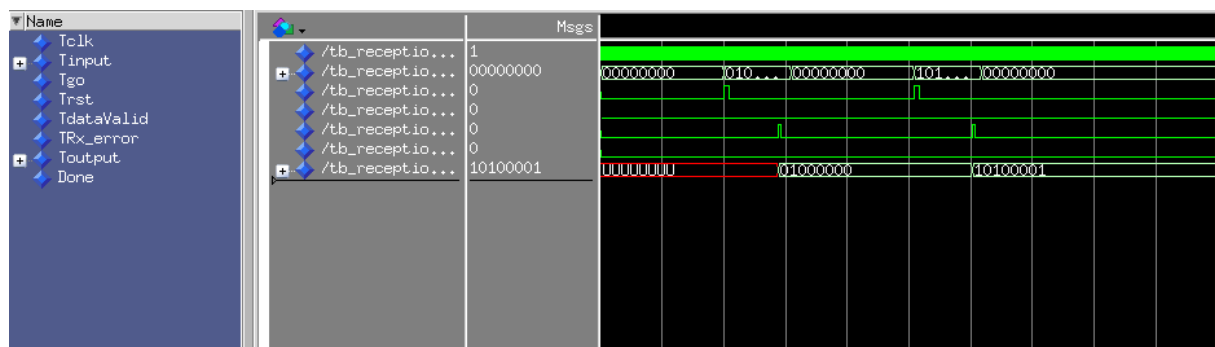 Name
Tclk
Tinput
Tgo
Trst
TdataValid
TRx_error
Toutput
Done
Msgs
/tb_receptio... 1
/tb_receptio... 00000000 00000000 010... 00000000 101... 00000000
/tb_receptio... 0
/tb_receptio... 0
/tb_receptio... 0
/tb_receptio... 0
/tb_receptio... 10100001 UUUUUUUU 01000000 10100001